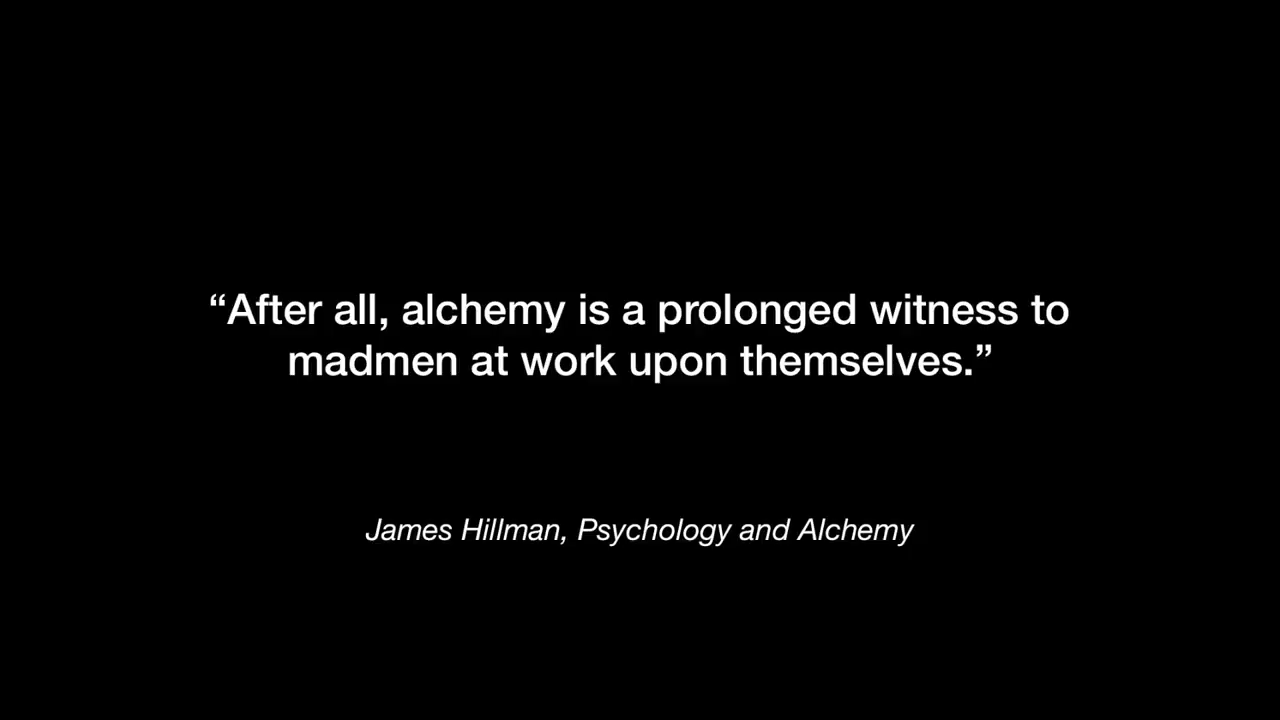 “After all, alchemy is a prolonged witness to
madmen at work upon themselves.”
James Hillman, Psychology and Alchemy